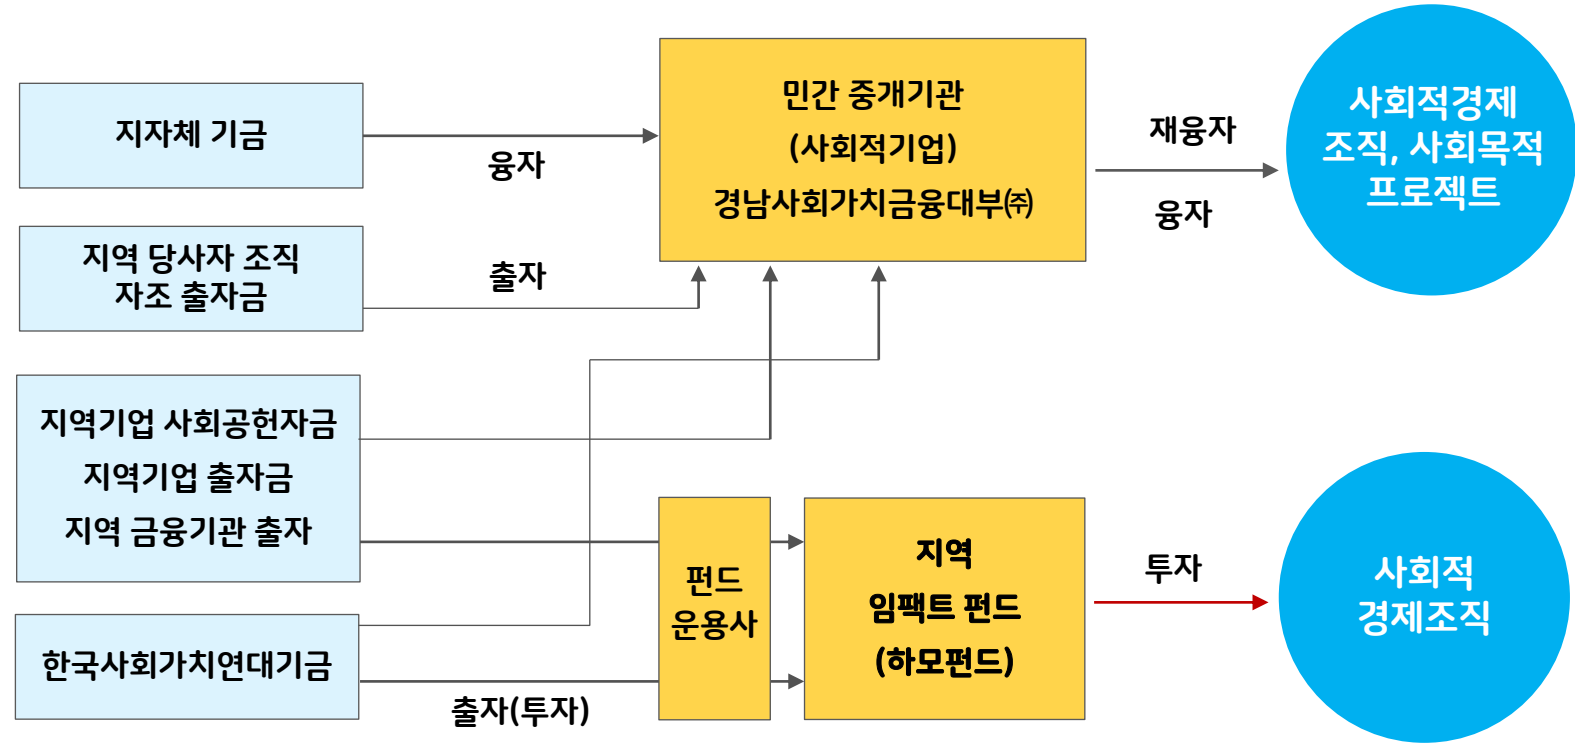 지자체 기금
융자
민간 중개기관
(사회적기업)
경남사회가치금융대부㈜
재융자
융자
사회적경제
조직, 사회목적
프로젝트
지역 당사자 조직
자조 출자금
출자
지역기업 사회공헌자금
지역기업 출자금
지역 금융기관 출자
한국사회가치연대기금
출자(투자)
펀드
운용사
지역
임팩트 펀드
(하모펀드)
투자
사회적
경제조직